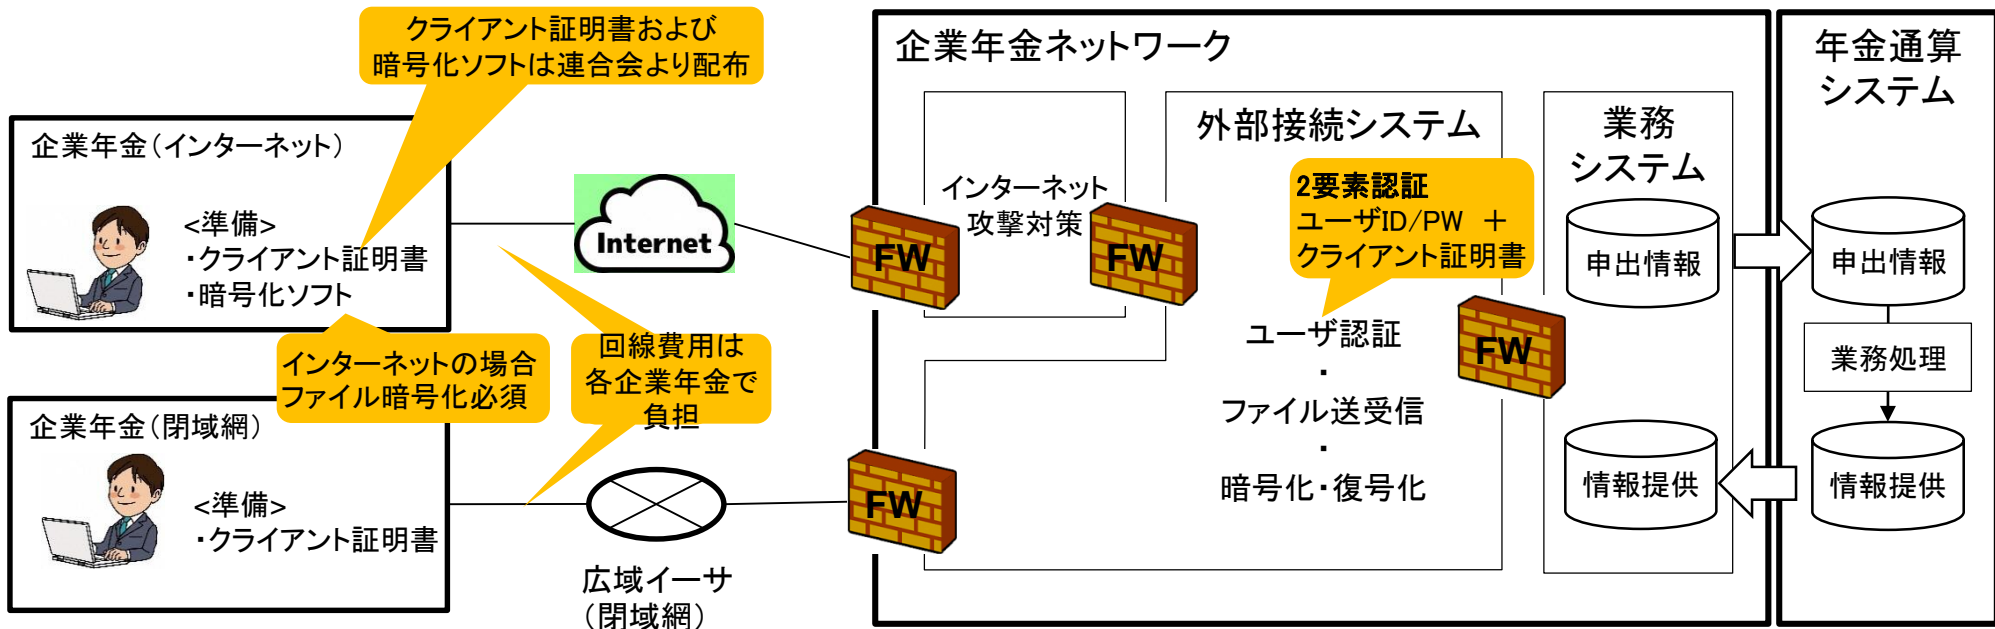 クライアント証明書および
暗号化ソフトは連合会より配布
企業年金(インターネット)
<準備>
・クライアント証明書
・暗号化ソフト
インターネットの場合
ファイル暗号化必須
回線費用は
各企業年金で
負担
Internet
企業年金(閉域網)
<準備>
・クライアント証明書
広域イーサ
(閉域網)
企業年金ネットワーク
インターネット
攻撃対策
FW
FW
FW
FW
外部接続システム
2要素認証
ユーザID/PW +
クライアント証明書
ユーザ認証
・
ファイル送受信
・
暗号化・復号化
業務
システム
申出情報
情報提供
年金通算
システム
申出情報
業務処理
情報提供